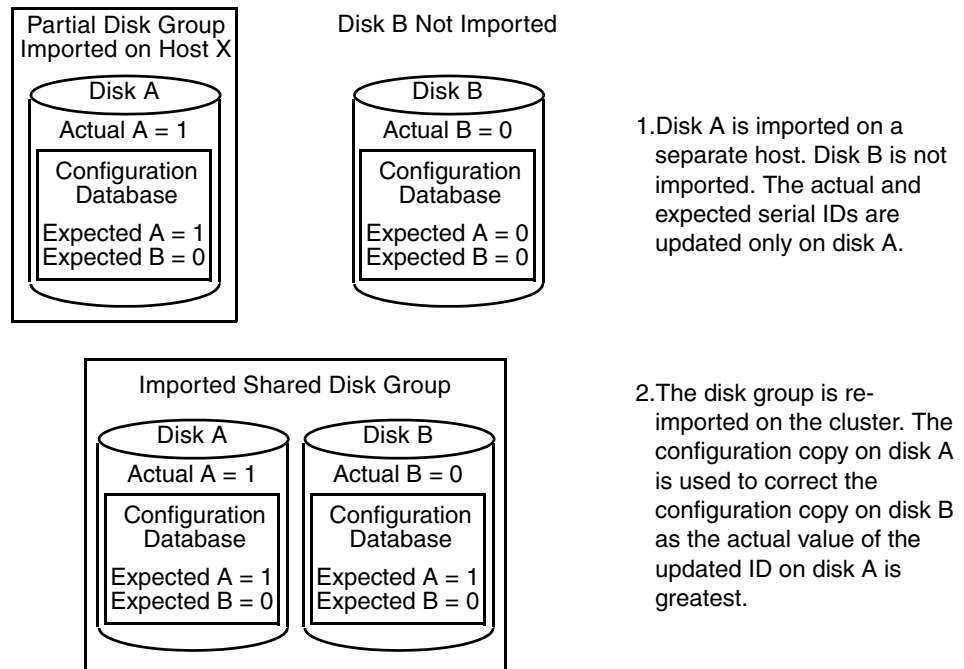 Partial Disk Group
Imported on Host X
Disk A
Actual A = 1
Configuration
Database
Expected A = 1
Expected B = 0
Disk B Not Imported
Disk B
Actual B = 0
Configuration
Database
Expected A = 0
Expected B = 0
1.Disk A is imported on a
separate host. Disk B is not
imported. The actual and
expected serial IDs are
updated only on disk A.
Imported Shared Disk Group
Disk A
Actual A = 1
Configuration
Database
Expected A = 1
Expected B = 0
Disk B
Actual B = 0
Configuration
Database
Expected A = 1
Expected B = 0
2.The disk group is re-
imported on the cluster. The
configuration copy on disk A
is used to correct the
configuration copy on disk B
as the actual value of the
updated ID on disk A is
greatest.